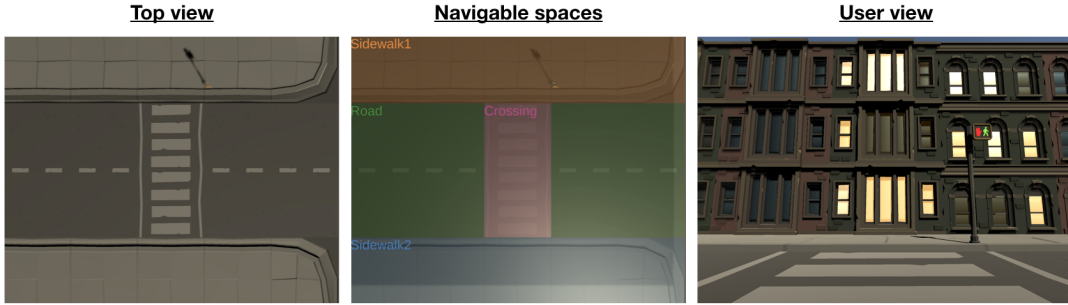 Top view
Navigable spaces
User view
Sidewalk1
Road
Crossing
Sidewalk2